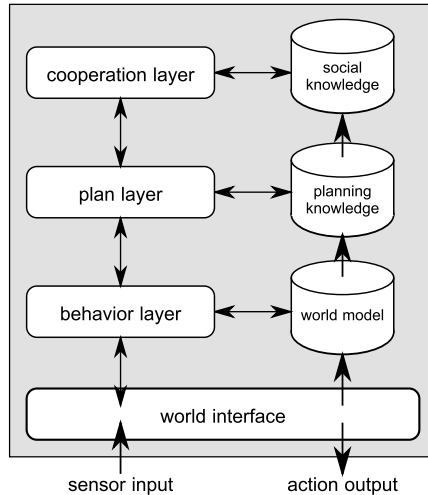 cooperation layer
social
knowledge
plan layer
planning
knowledge
behavior layer
world model
world interface
sensor input
action output